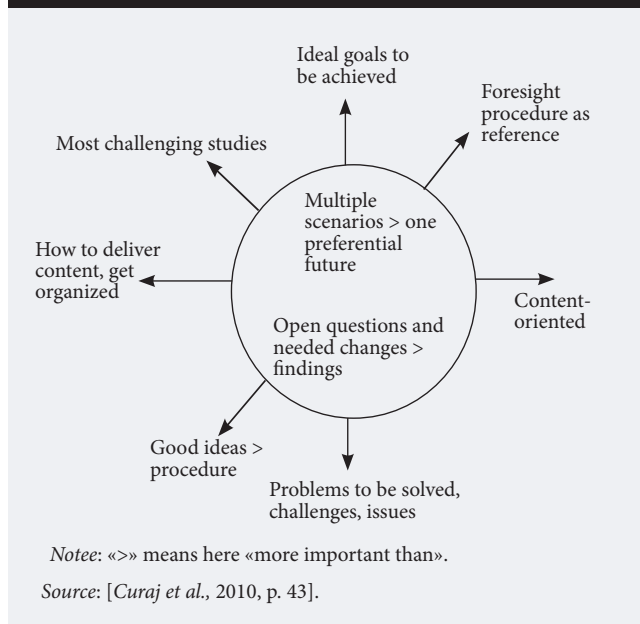 Ideal goals to
be achieved
Foresight
procedure as
reference
Most challenging studies
Multiple
scenarios > one
preferential
future
How to deliver
content, get
organized
Content-
oriented
Open questions and
needed changes >
findings
Good ideas >
procedure
Problems to be solved,
challenges, issues
Notee: «>» means here «more important than».
Source: [Curaj et al., 2010, p. 43].